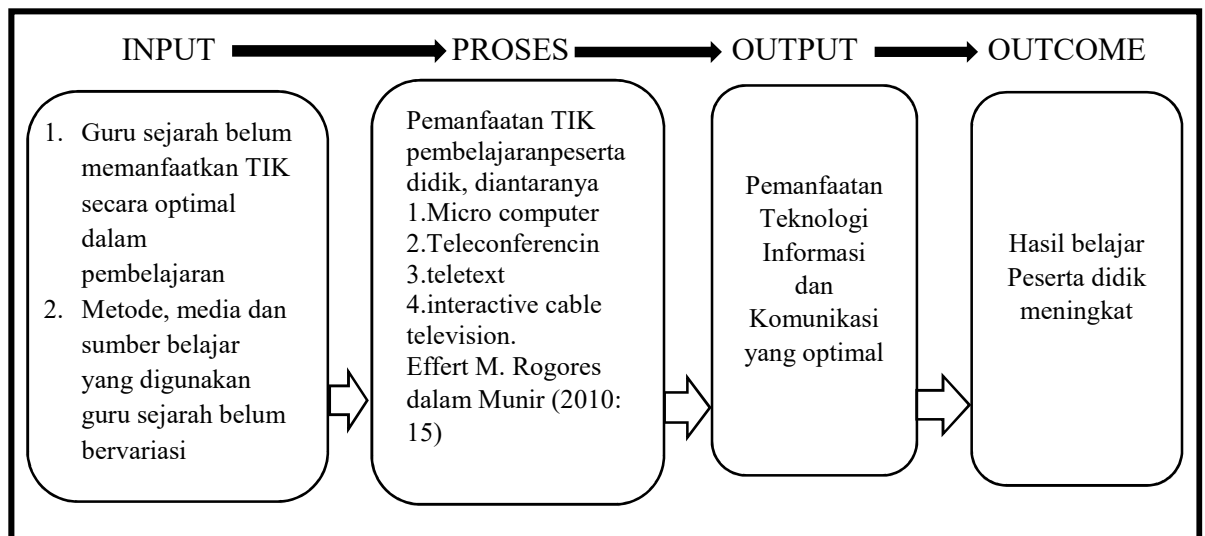 INPUT PROSES OUTPUT OUTCOME
1. Guru sejarah belum
memanfaatkan TIK
secara optimal
dalam
pembelajaran
2. Metode, media dan
sumber belajar
yang digunakan
guru sejarah belum
bervariasi
Pemanfaatan TIK
pembelajaranpeserta
didik, diantaranya
1.Micro computer
2.Teleconferencin
3.teletext
4.interactive cable
television.
Effert M. Rogores
dalam Munir (2010:
15)
Pemanfaatan
Teknologi
Informasi
dan
Komunikasi
yang optimal
Hasil belajar
Peserta didik
meningkat